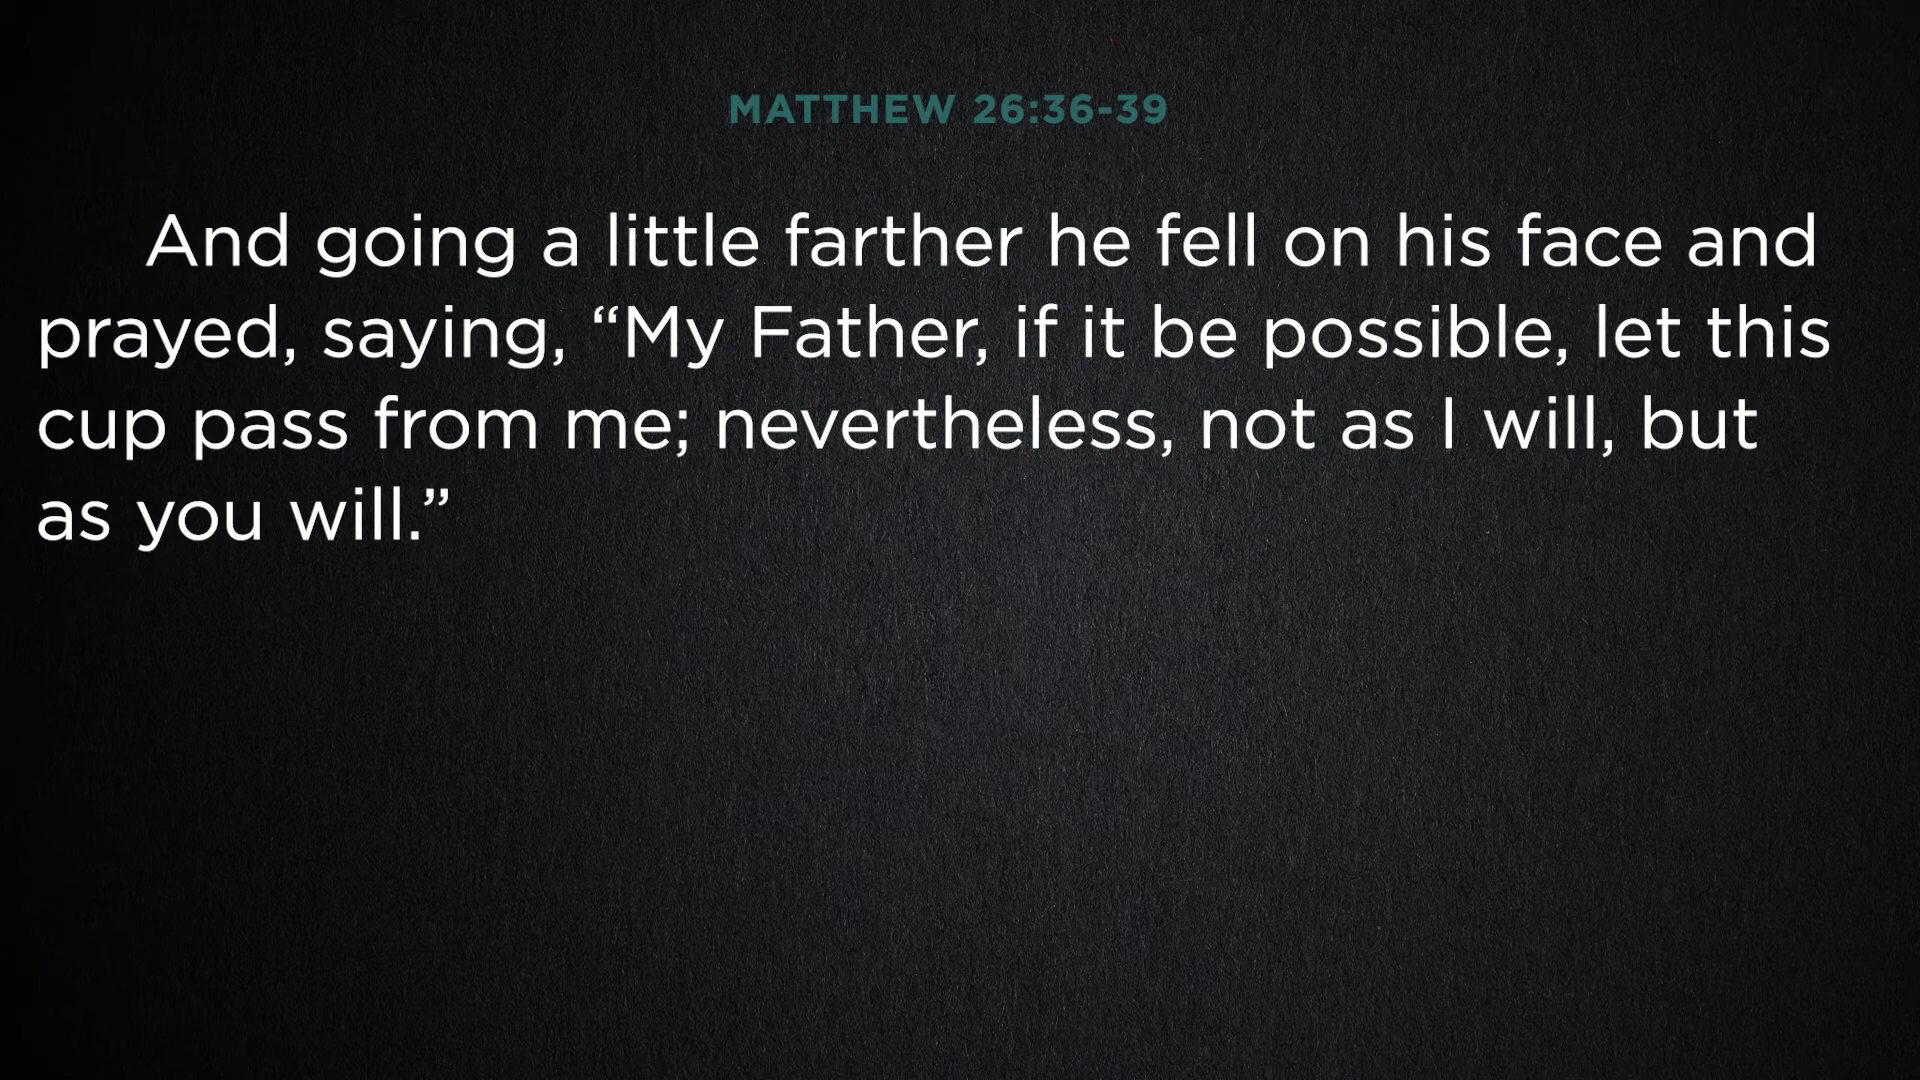 MATTHEW 26:36-39
And going a little farther he fell on his face and
prayed, saying, “My Father, if it be possible, let this
cup pass from me; nevertheless, not as I will, but
as you will.”